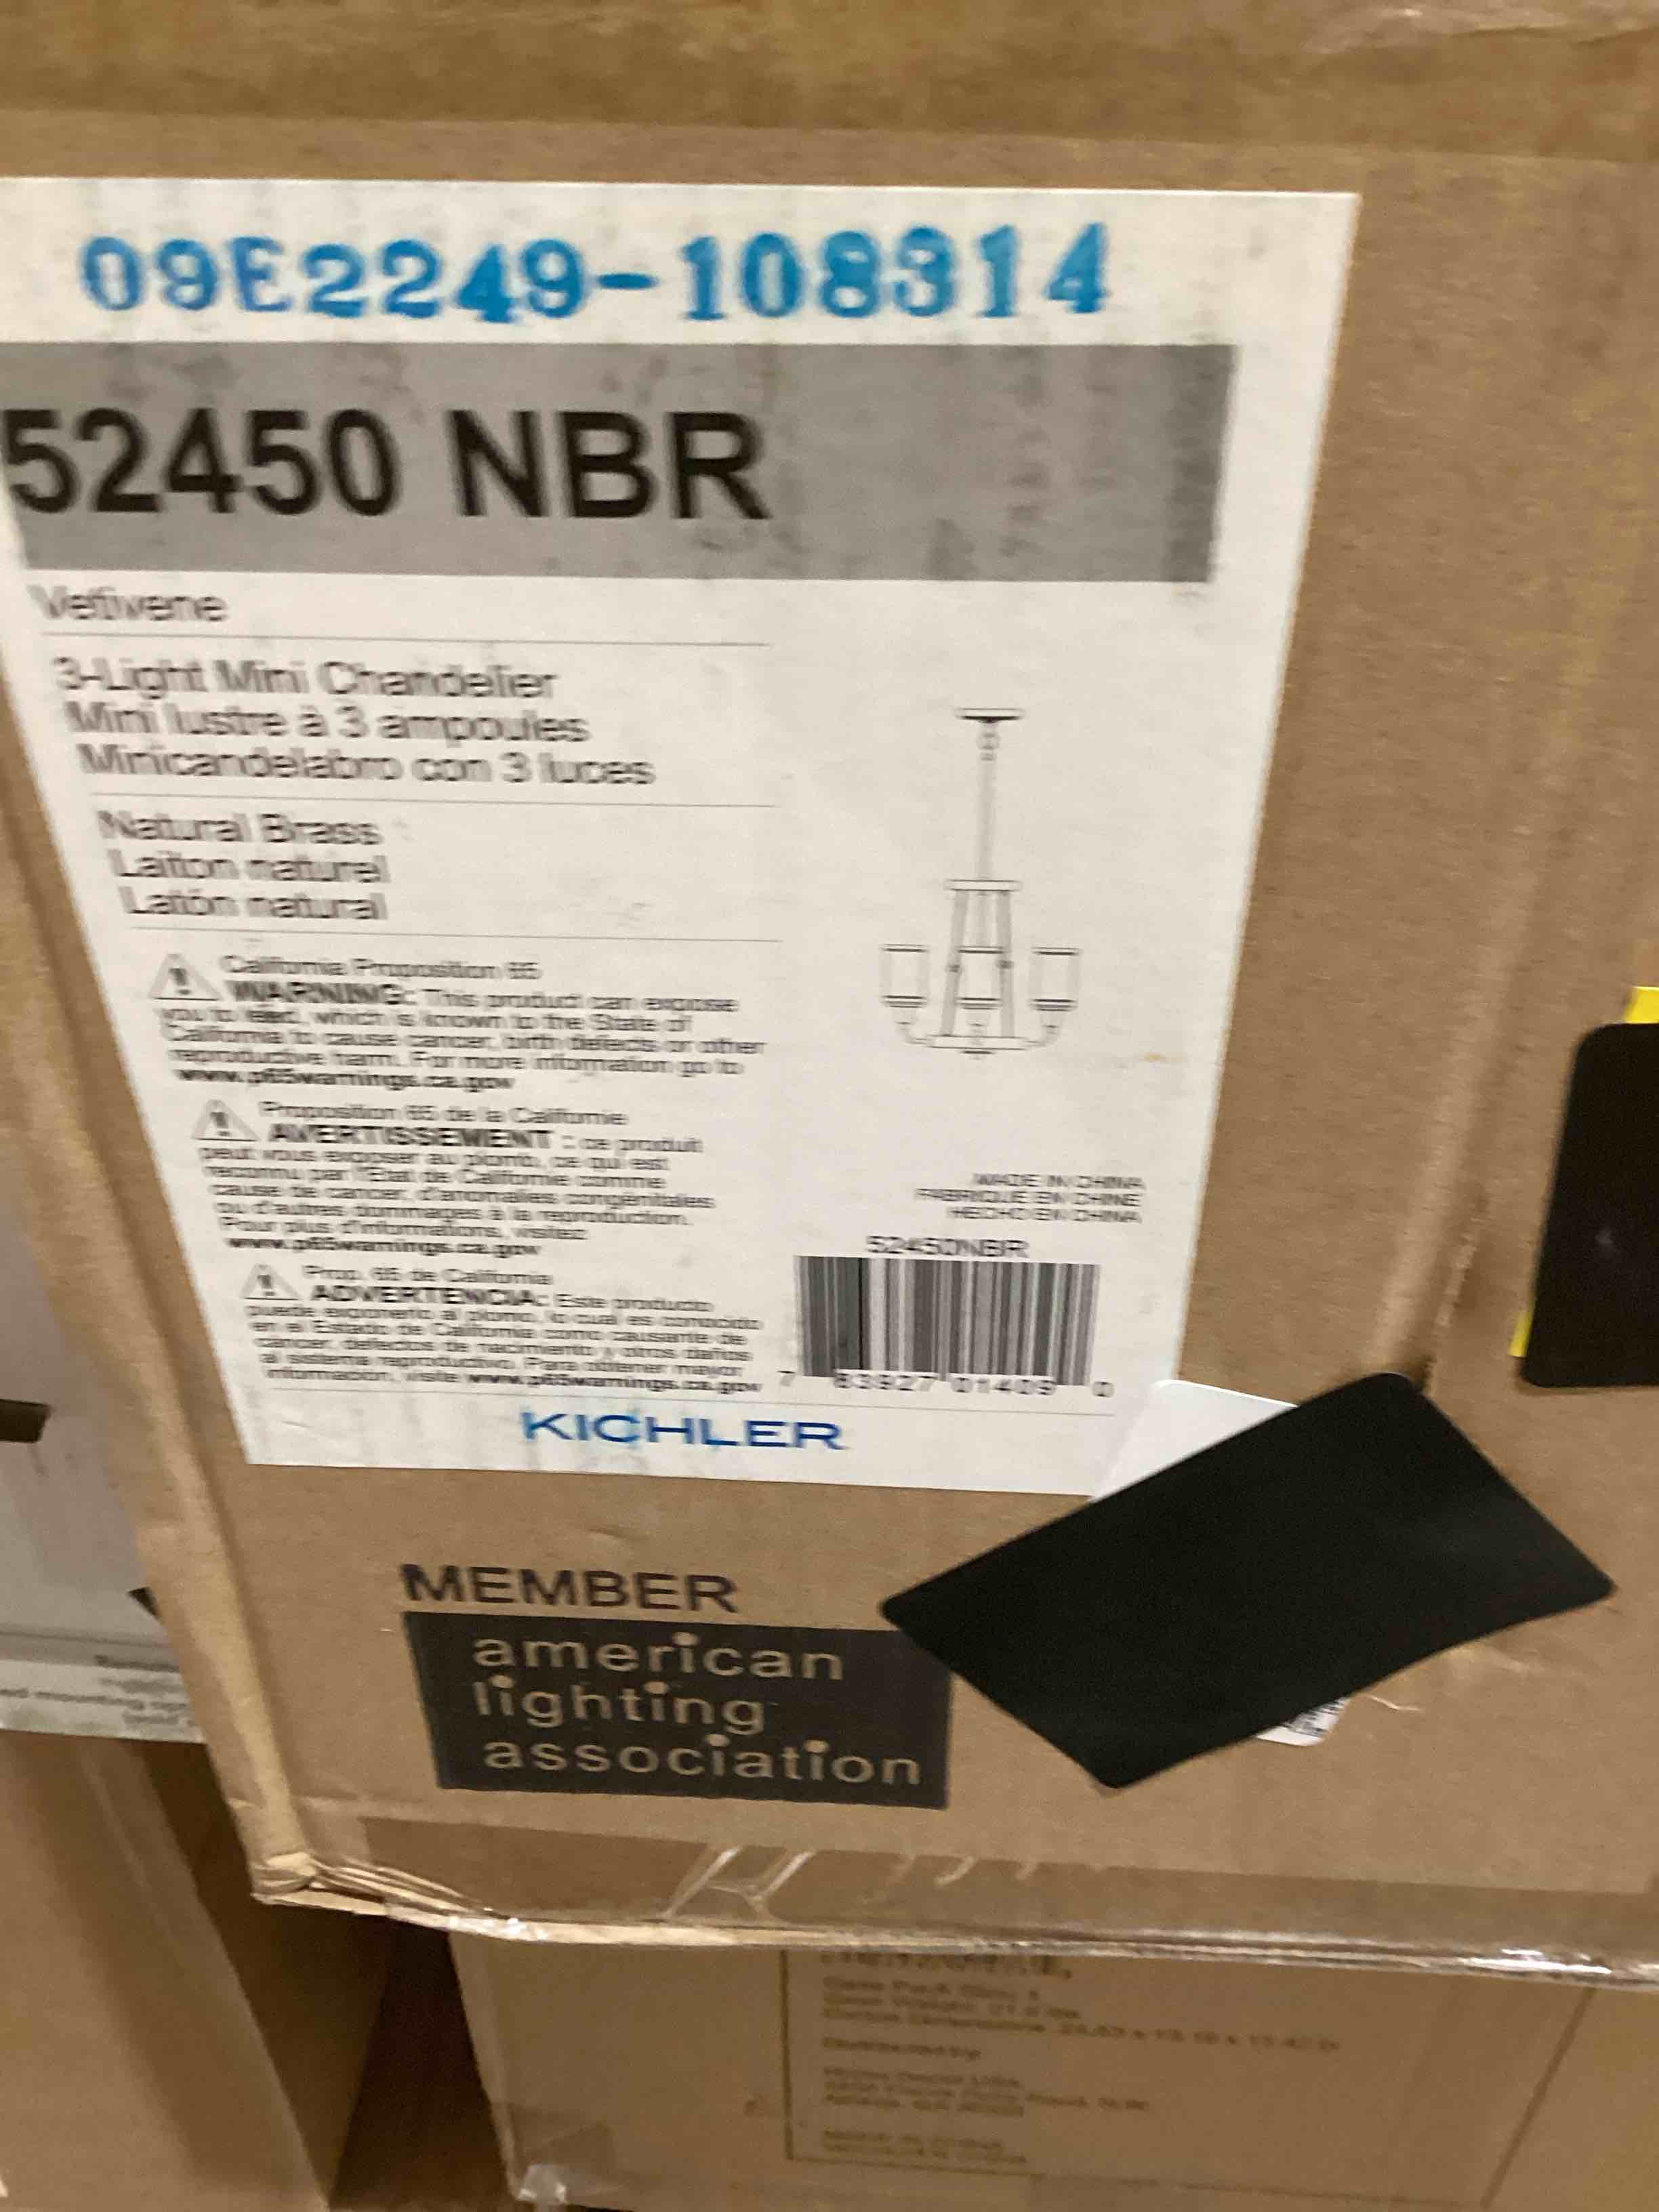 09E2249-108314
52450 NBR
Vetivene
3-Light Mini Chandelier
Mini lustre à 3 ampoules
Minicandelabro con 3 luces
Natural Brass
Laiton naturel
Latón natural
California Proposition 65
WARNING: This product can expose
you to lead, which is known to the State of
California to cause cancer, birth defects or other
reproductive harm. For more information go to
www.p65warnings.ca.gov
Proposition 65 de la Californie
AVERTISSEMENT : ce produit
peut vous exposer au plomb, ce qui est
reconnu par l'État de Californie comme
cause de cancer, d'anomalies congénitales
ou d'autres dommages à la reproduction.
Pour plus d'informations, visitez
www.p65warnings.ca.gov
Prop. 65 de California
ADVERTENCIA: Este producto
puede exponerlo al plomo, lo cual es conocido
en el Estado de California como causante de
cáncer, defectos de nacimiento y otros daños
al sistema reproductivo. Para obtener mayor
información, visite www.p65warnings.ca.gov
MADE IN CHINA
FABRIQUÉ EN CHINE
HECHO EN CHINA
52450NBR
7 83927 01409 0
KICHLER
MEMBER
american
lighting
association